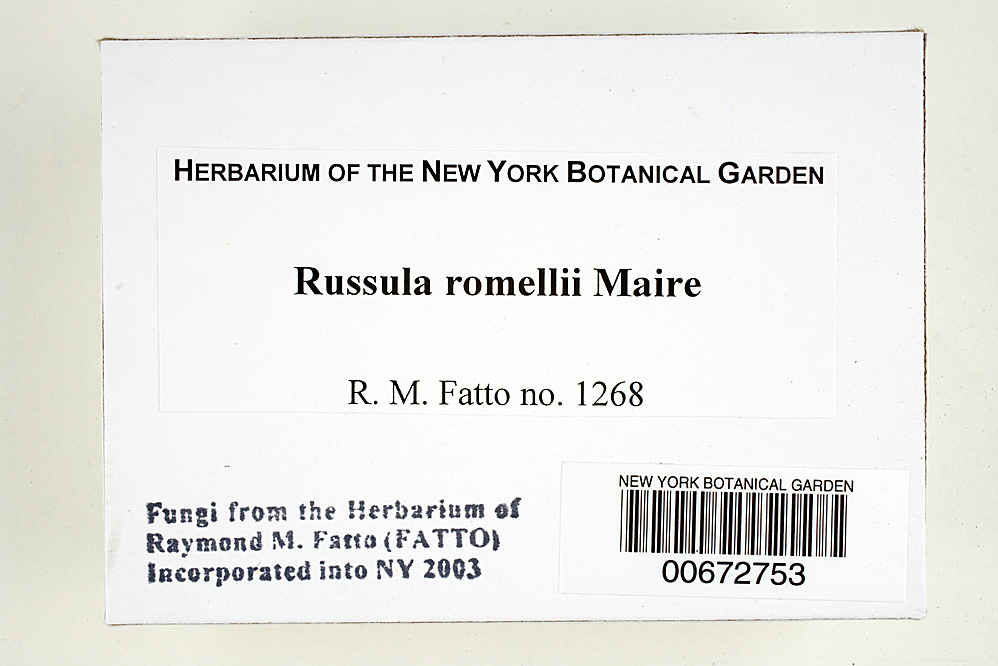 HERBARIUM OF THE NEW YORK BOTANICAL GARDEN
Russula romellii Maire
R. M. Fatto no. 1268
Fungi from the Herbarium of
Raymond M. Fatto (FATTO)
Incorporated into NY 2003
NEW YORK BOTANICAL GARDEN
00672753